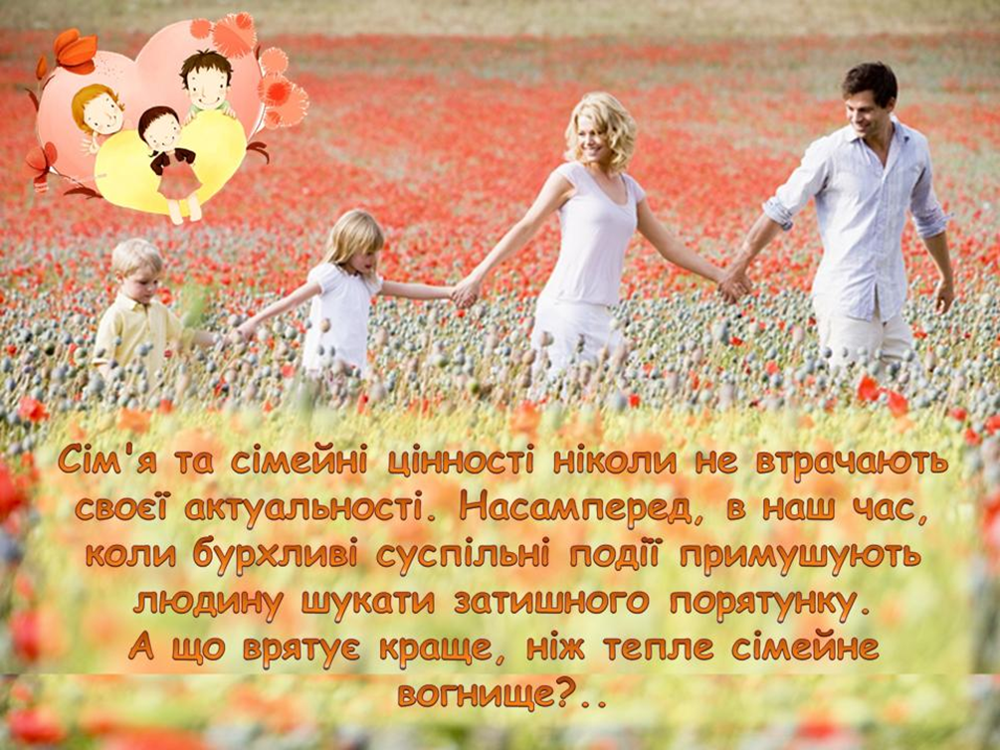 Сім'я та сімейні цінності ніколи не втрачають
своєї актуальності. Насамперед, в наш час,
коли бурхливі суспільні події примушують
людину шукати затишного порятунку.
А що врятує краще, ніж тепле сімейне
вогнище?..